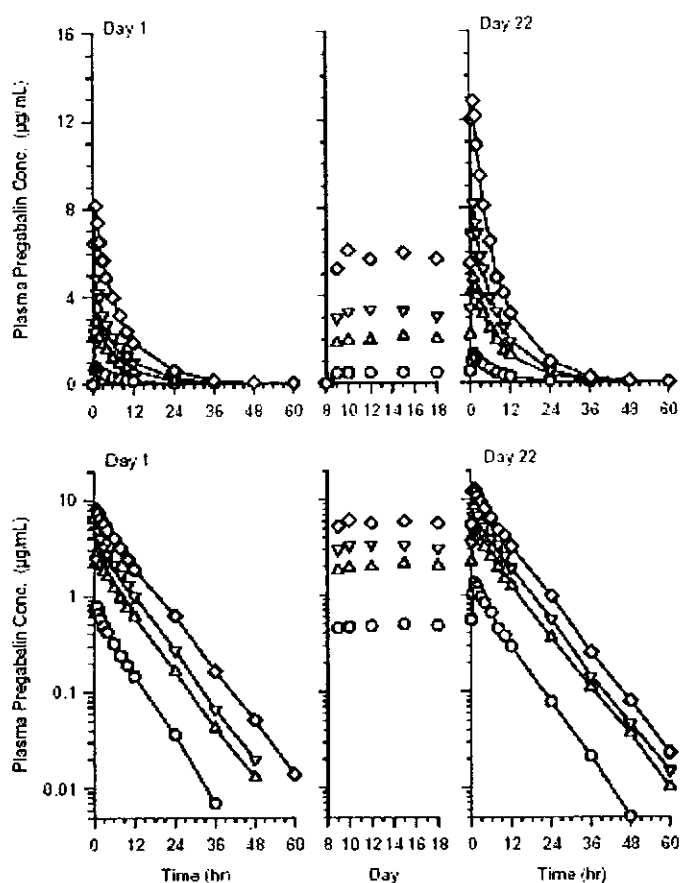 Day 1
Day 22
Plasma Pregabalin Conc. (µg/mL)
16
12
8
4
0
0 12 24 36 48 60
8 10 12 14 16 18
0 12 24 36 48 60
Day 1
Day 22
Plasma Pregabalin Conc. (µg/mL)
10
1
0.1
0.01
0 12 24 36 48 60
8 10 12 14 16 18
0 12 24 36 48 60
Time (hr)
Day
Time (hr)